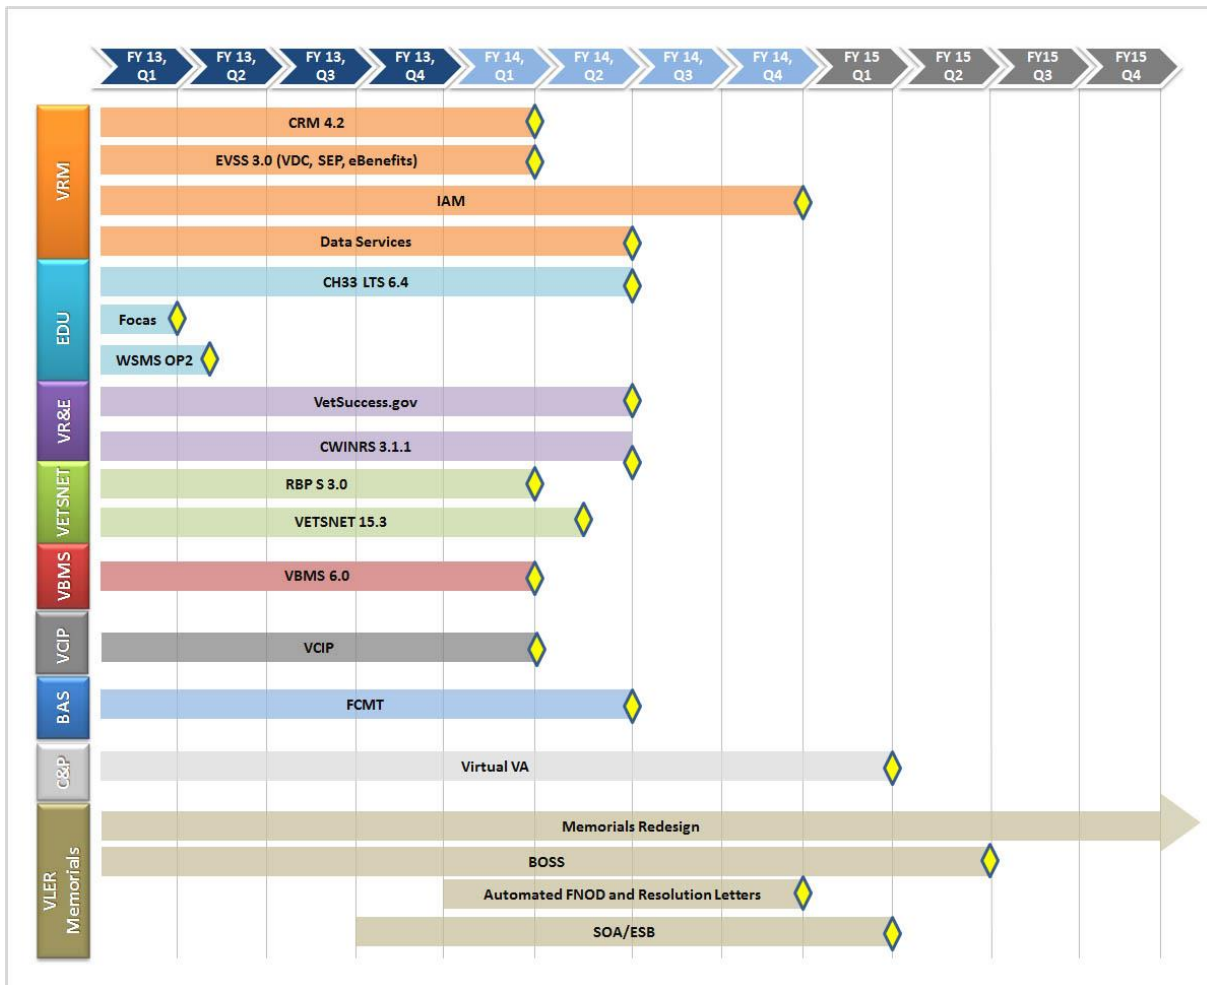 FY 13,
Q1
FY 13,
Q2
FY 13,
Q3
FY 13,
Q4
FY 14,
Q1
FY 14,
Q2
FY 14,
Q3
FY 14,
Q4
FY 15
Q1
FY 15
Q2
FY15
Q3
FY15
Q4
VRM
CRM 4.2
EVSS 3.0 (VDC, SEP, eBenefits)
IAM
Data Services
EDU
CH33 LTS 6.4
Focas
WSMS OP2
VR&E
VetSuccess.gov
CWINRS 3.1.1
VETSNET
RBP S 3.0
VETSNET 15.3
VBMS
VBMS 6.0
VCIP
VCIP
BAS
FCMT
C&P
Virtual VA
VLER
Memorials
Memorials Redesign
BOSS
Automated FNOD and Resolution Letters
SOA/ESB